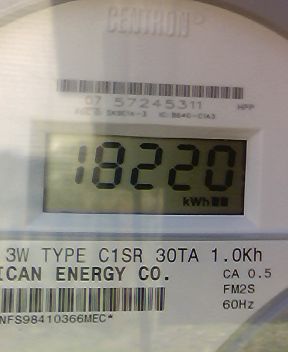 CENTRON®
07 57245311 HPP
18220
kWh
3W TYPE C1SR 30TA 1.0Kh
ICAN ENERGY CO. CA 0.5
FM2S
NFS98410366MEC* 60Hz